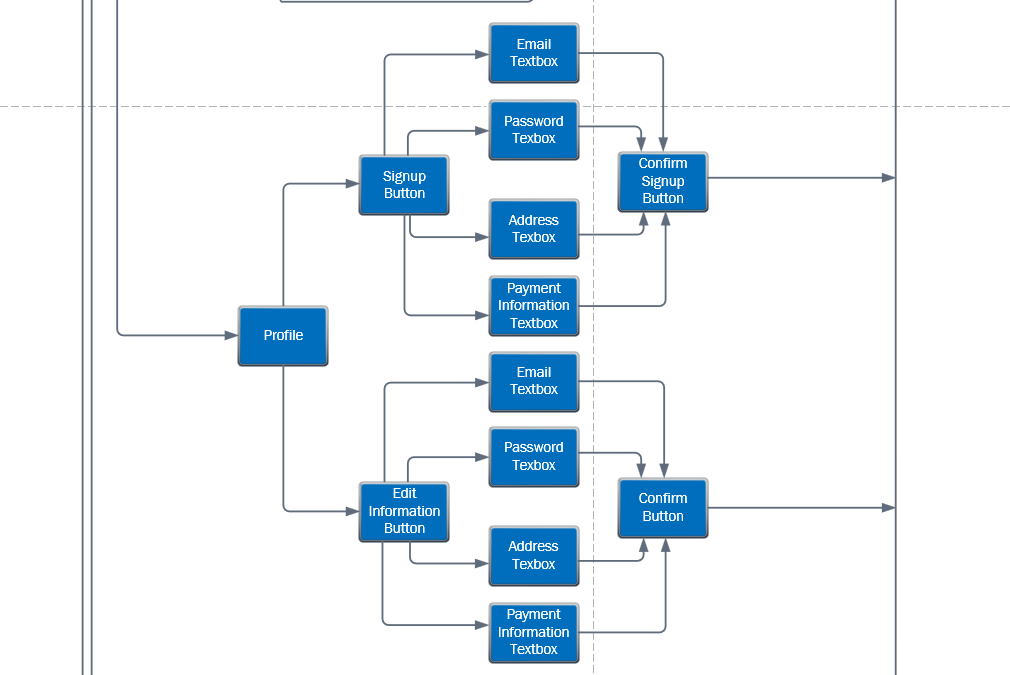 Email
Textbox
Password
Texbox
Signup
Button
Confirm
Signup
Button
Address
Texbox
Payment
Information
Textbox
Profile
Email
Textbox
Password
Texbox
Edit
Information
Button
Confirm
Button
Address
Texbox
Payment
Information
Textbox